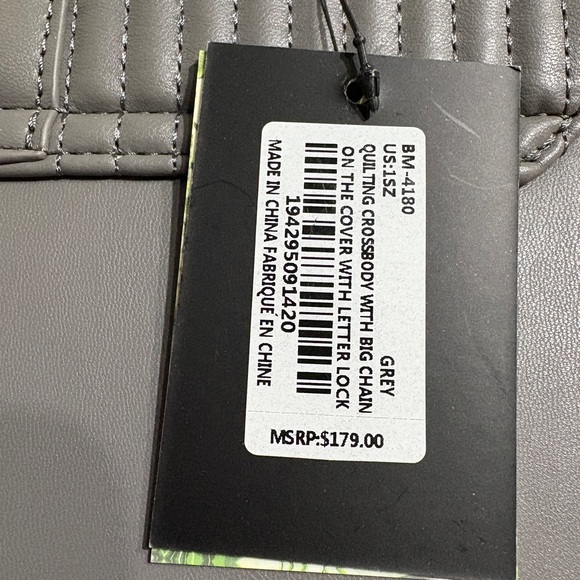 BM-4180
US:1SZ GREY
QUILTING CROSSBODY WITH BIG CHAIN
ON THE COVER WITH LETTER LOCK
194295091420
MADE IN CHINA FABRIQUÉ EN CHINE
MSRP:$179.00